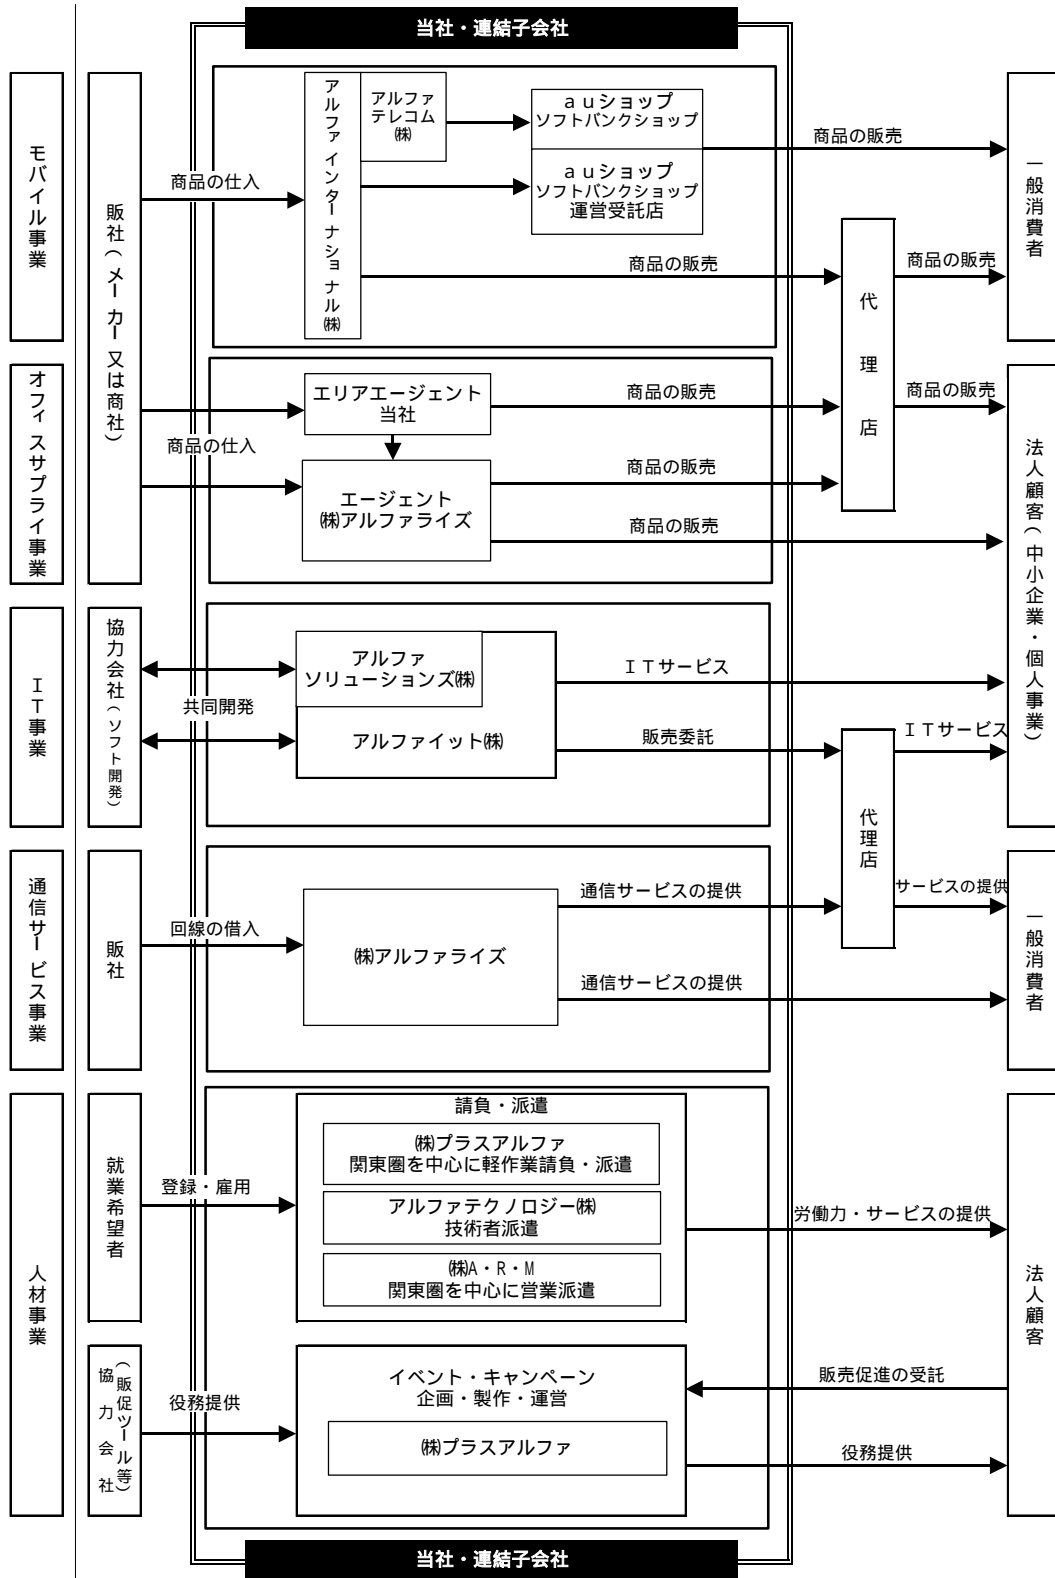 当社・連結子会社
モバイル事業
販社(メーカー又は商社)
商品の仕入
アルファインターナショナル㈱
アルファ
テレコム
㈱
auショップ
ソフトバンクショップ
auショップ
ソフトバンクショップ
運営受託店
商品の販売
商品の販売
代理店
商品の販売
一般消費者
オフィスサプライ事業
商品の仕入
エリアエージェント
当社
エージェント
㈱アルファライズ
商品の販売
商品の販売
商品の販売
商品の販売
法人顧客(中小企業・個人事業)
IT事業
協力会社(ソフト開発)
共同開発
アルファ
ソリューションズ㈱
アルファイット㈱
ITサービス
販売委託
代理店
ITサービス
通信サービス事業
販社
回線の借入
㈱アルファライズ
通信サービスの提供
通信サービスの提供
サービスの提供
一般消費者
人材事業
就業希望者
登録・雇用
請負・派遣
㈱プラスアルファ
関東圏を中心に軽作業請負・派遣
アルファテクノロジー㈱
技術者派遣
㈱A・R・M
関東圏を中心に営業派遣
労働力・サービスの提供
法人顧客
協力会社
(販促ツール等)
役務提供
イベント・キャンペーン
企画・製作・運営
㈱プラスアルファ
販売促進の受託
役務提供
当社・連結子会社